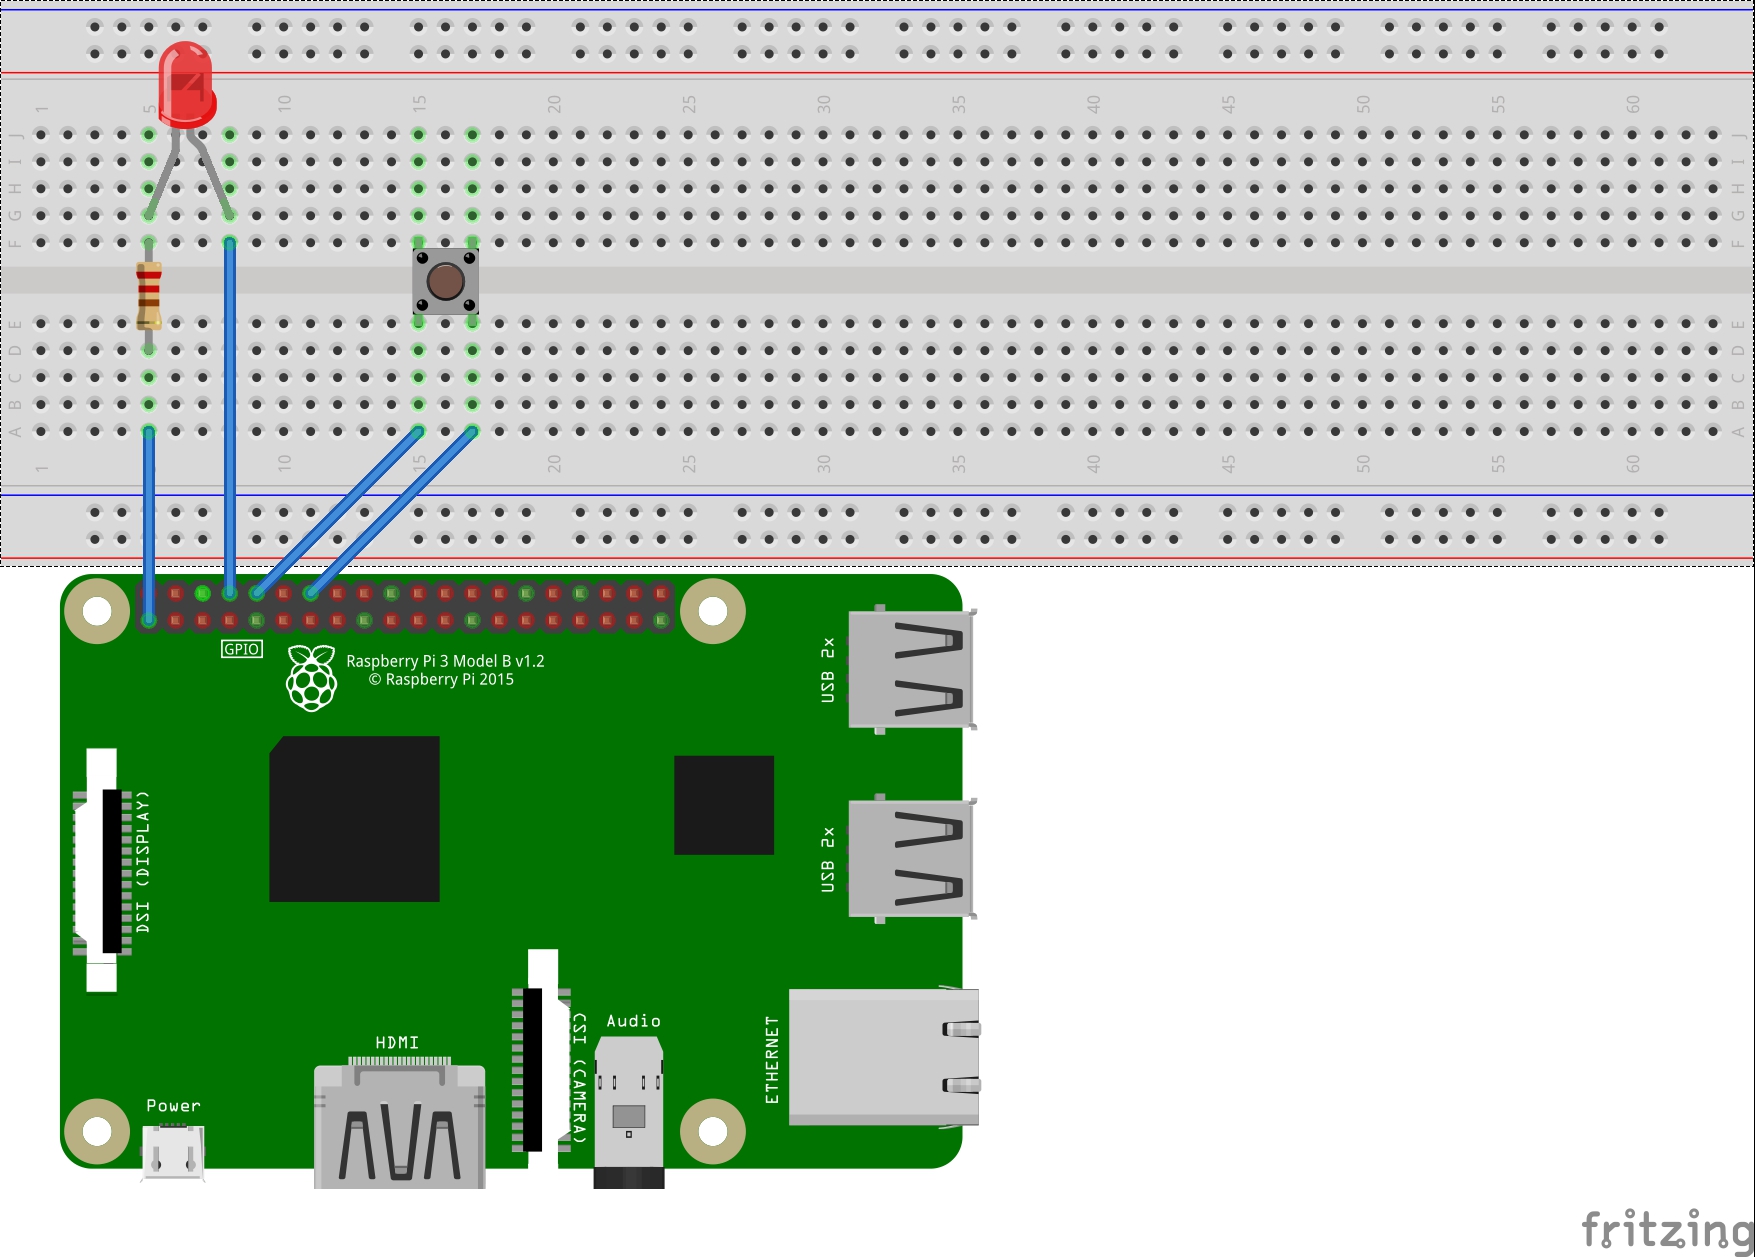 1 5 10 15 20 25 30 35 40 45 50 55 60
J J
I I
H H
G G
F F
E E
D D
C C
B B
A A
1 10 15 20 25 30 35 40 45 50 55 60
GPIO
Raspberry Pi 3 Model B v1.2
© Raspberry Pi 2015
USB 2x
USB 2x
DSI (DISPLAY)
HDMI
CSI (CAMERA)
Audio
ETHERNET
Power
fritzing